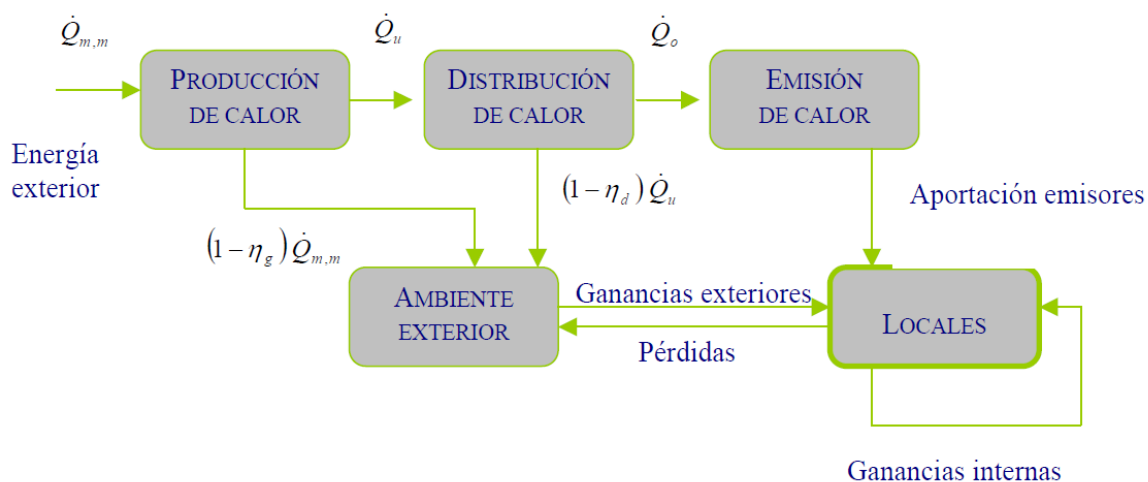 Q̇m,m
Q̇u
Q̇o
PRODUCCIÓN
DE CALOR
DISTRIBUCIÓN
DE CALOR
EMISIÓN
DE CALOR
Energía
exterior
(1 − ηd) Q̇u
Aportación emisores
(1 − ηg) Q̇m,m
AMBIENTE
EXTERIOR
Ganancias exteriores
Pérdidas
LOCALES
Ganancias internas